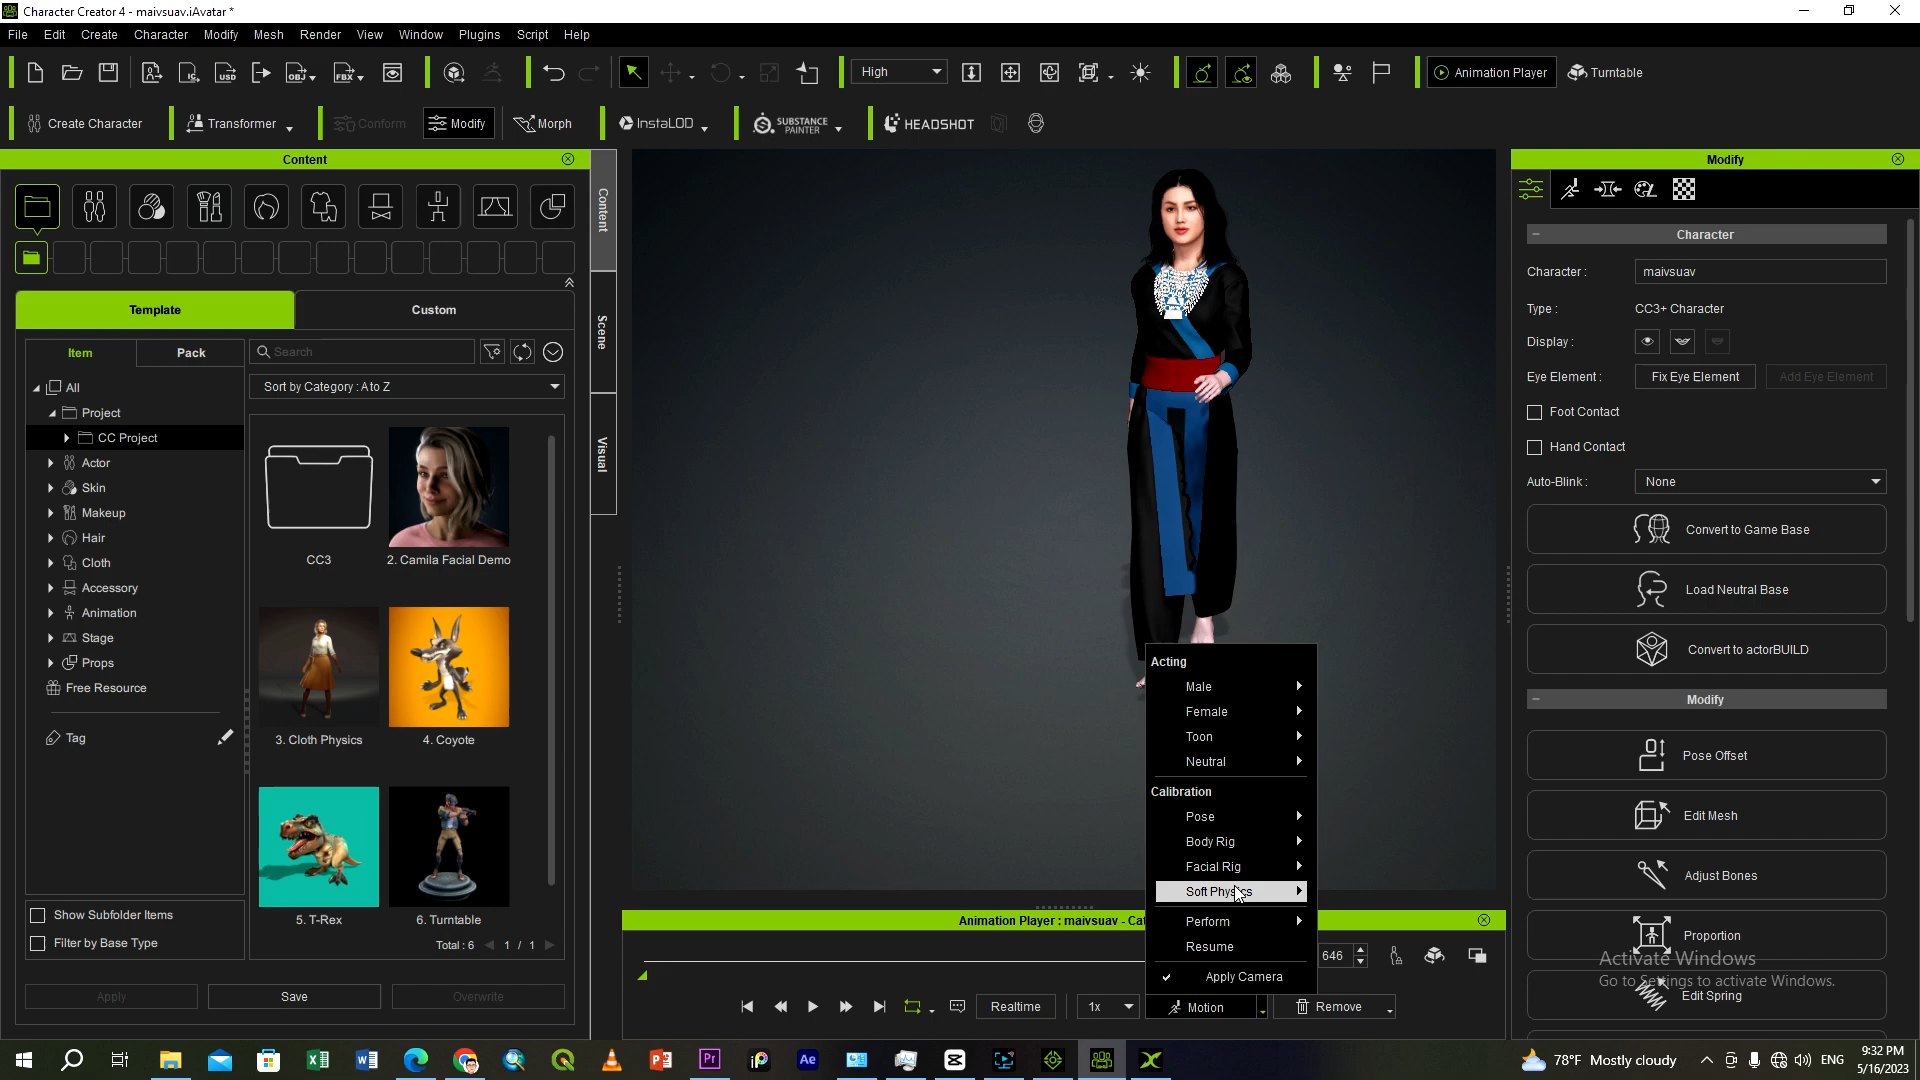 Character Creator 4 - maivsuav.iAvatar *
File Edit Create Character Modify Mesh Render View Window Plugins Script Help
iC USD OBJ FBX High Animation Player Turntable
Create Character Transformer Conform Modify Morph InstaLOD SUBSTANCE PAINTER HEADSHOT
Content
Content
Scene
Visual
Template Custom
Item Pack Search
Sort by Category : A to Z
All
Project
CC Project
Actor
Skin
Makeup
Hair
Cloth
Accessory
Animation
Stage
Props
Free Resource
Tag
CC3
2. Camila Facial Demo
3. Cloth Physics
4. Coyote
5. T-Rex
6. Turntable
Show Subfolder Items
Filter by Base Type
Total : 6 1 / 1
Apply Save Overwrite
Acting
Male
Female
Toon
Neutral
Calibration
Pose
Body Rig
Facial Rig
Soft Physics
Perform
Resume
Apply Camera
Animation Player : maivsuav - Cat
646
Realtime 1x Motion Remove
Modify
Character
Character : maivsuav
Type : CC3+ Character
Display :
Eye Element : Fix Eye Element Add Eye Element
Foot Contact
Hand Contact
Auto-Blink : None
Convert to Game Base
Load Neutral Base
Convert to actorBUILD
Modify
Pose Offset
Edit Mesh
Adjust Bones
Proportion
Edit Spring
Activate Windows
Go to Settings to activate Windows.
Pr iP Ae
78°F Mostly cloudy ENG
9:32 PM
5/16/2023